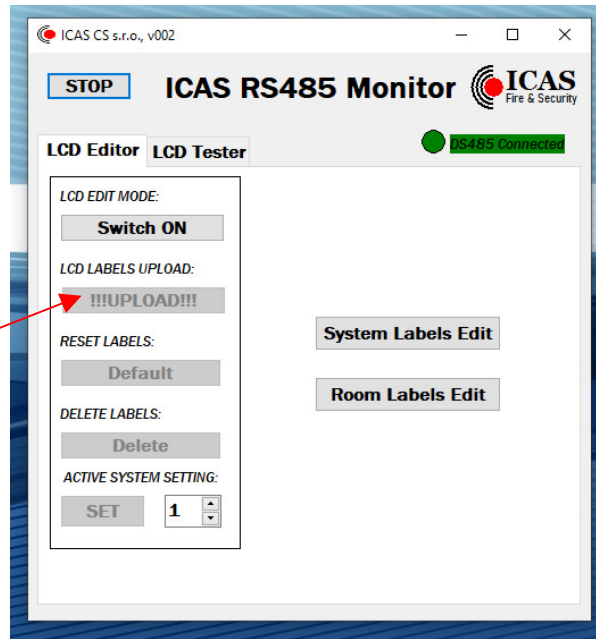 ICAS CS s.r.o., v002
STOP
ICAS RS485 Monitor
ICAS
Fire & Security
LCD Editor
LCD Tester
DS485 Connected
LCD EDIT MODE:
Switch ON
LCD LABELS UPLOAD:
!!!UPLOAD!!!
RESET LABELS:
Default
DELETE LABELS:
Delete
ACTIVE SYSTEM SETTING:
SET
1
System Labels Edit
Room Labels Edit